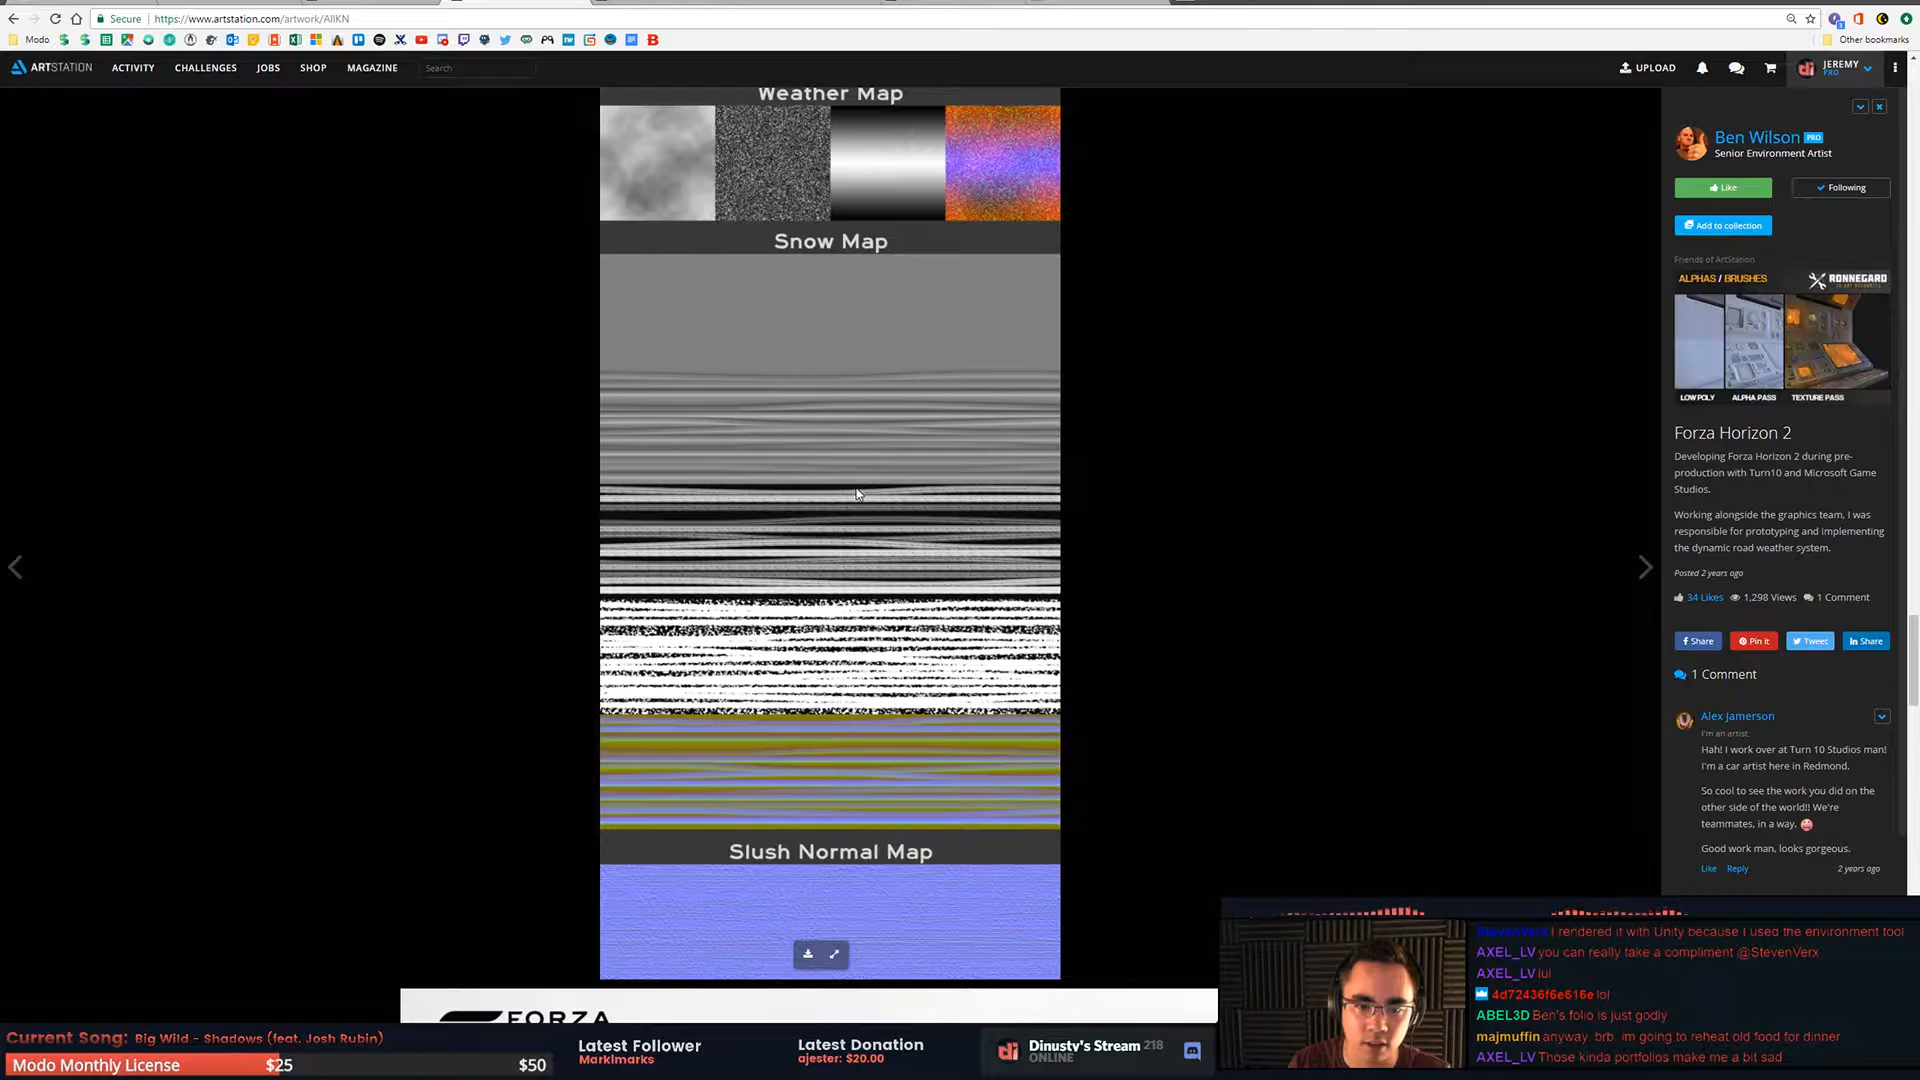 Secure
https://www.artstation.com/artwork/AllKN
Modo
Other bookmarks
ARTSTATION
ACTIVITY
CHALLENGES
JOBS
SHOP
MAGAZINE
Search
UPLOAD
JEREMY
PRO
Weather Map
Snow Map
Slush Normal Map
FORZA
Ben Wilson PRO
Senior Environment Artist
Like
Following
Add to collection
Friends of ArtStation
ALPHAS / BRUSHES
RONNEGARD
LOW POLY
ALPHA PASS
TEXTURE PASS
Forza Horizon 2
Developing Forza Horizon 2 during pre-
production with Turn10 and Microsoft Game
Studios.
Working alongside the graphics team, I was
responsible for prototyping and implementing
the dynamic road weather system.
Posted 2 years ago
34 Likes 1,298 Views 1 Comment
Share
Pin it
Tweet
Share
1 Comment
Alex Jamerson
I'm an artist.
Hah! I work over at Turn 10 Studios man!
I'm a car artist here in Redmond.
So cool to see the work you did on the
other side of the world!! We're
teammates, in a way.
Good work man, looks gorgeous.
Like Reply 2 years ago
StevenVerx I rendered it with Unity because I used the environment tool
AXEL_LV you can really take a compliment @StevenVerx
AXEL_LV lul
4d72436f6e616e lol
ABEL3D Ben's folio is just godly
majmuffin anyway. brb im going to reheat old food for dinner
AXEL_LV Those kinda portfolios make me a bit sad
Current Song: Big Wild - Shadows (feat. Josh Rubin)
Modo Monthly License $25 $50
Latest Follower
Marklmarks
Latest Donation
ajester: $20.00
Dinusty's Stream 218
ONLINE